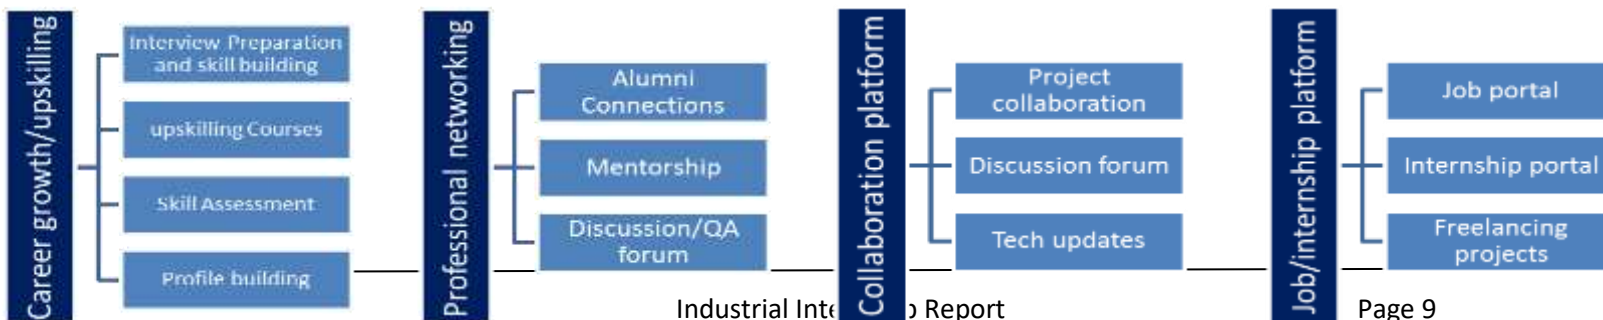 Career growth/upskilling
Interview Preparation
and skill building
upskilling Courses
Skill Assessment
Profile building
Professional networking
Alumni
Connections
Mentorship
Discussion/QA
forum
Collaboration platform
Project
collaboration
Discussion forum
Tech updates
Job/internship platform
Job portal
Internship portal
Freelancing
projects
Industrial Report
Page 9